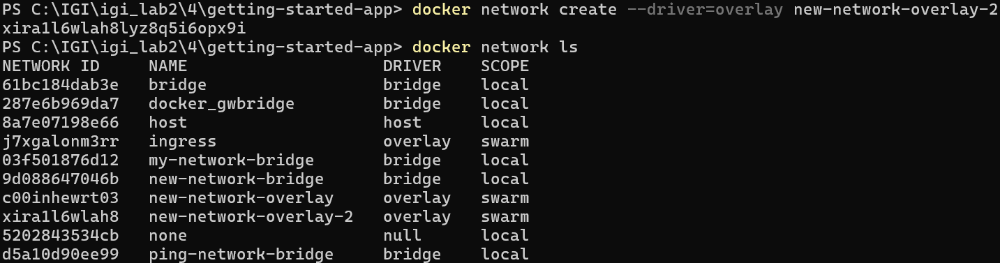 PS C:\IGI\igi_lab2\4\getting-started-app> docker network create --driver=overlay new-network-overlay-2
xira1l6wlah8lyz8q5i6opx9i
PS C:\IGI\igi_lab2\4\getting-started-app> docker network ls
NETWORK ID     NAME                    DRIVER    SCOPE
61bc184dab3e   bridge                  bridge    local
287e6b969da7   docker_gwbridge         bridge    local
8a7e07198e66   host                    host      local
j7xgalonm3rr   ingress                 overlay   swarm
03f501876d12   my-network-bridge       bridge    local
9d088647046b   new-network-bridge      bridge    local
c00inhewrt03   new-network-overlay     overlay   swarm
xira1l6wlah8   new-network-overlay-2   overlay   swarm
5202843534cb   none                    null      local
d5a10d90ee99   ping-network-bridge     bridge    local